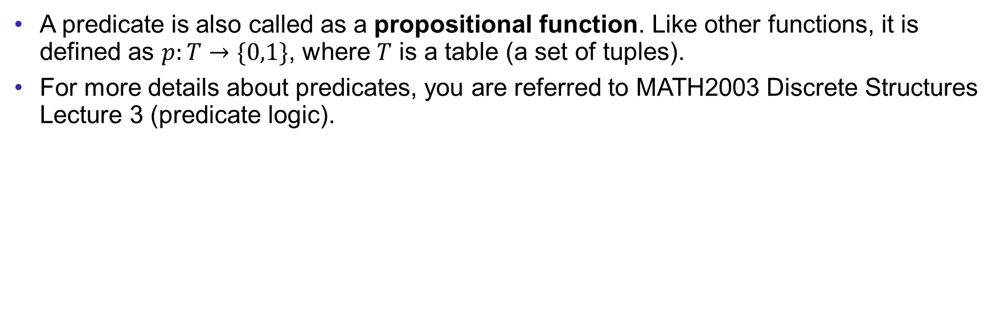 • A predicate is also called as a propositional function. Like other functions, it is
defined as 𝑝: 𝑇 → {0,1}, where 𝑇 is a table (a set of tuples).
• For more details about predicates, you are referred to MATH2003 Discrete Structures
Lecture 3 (predicate logic).